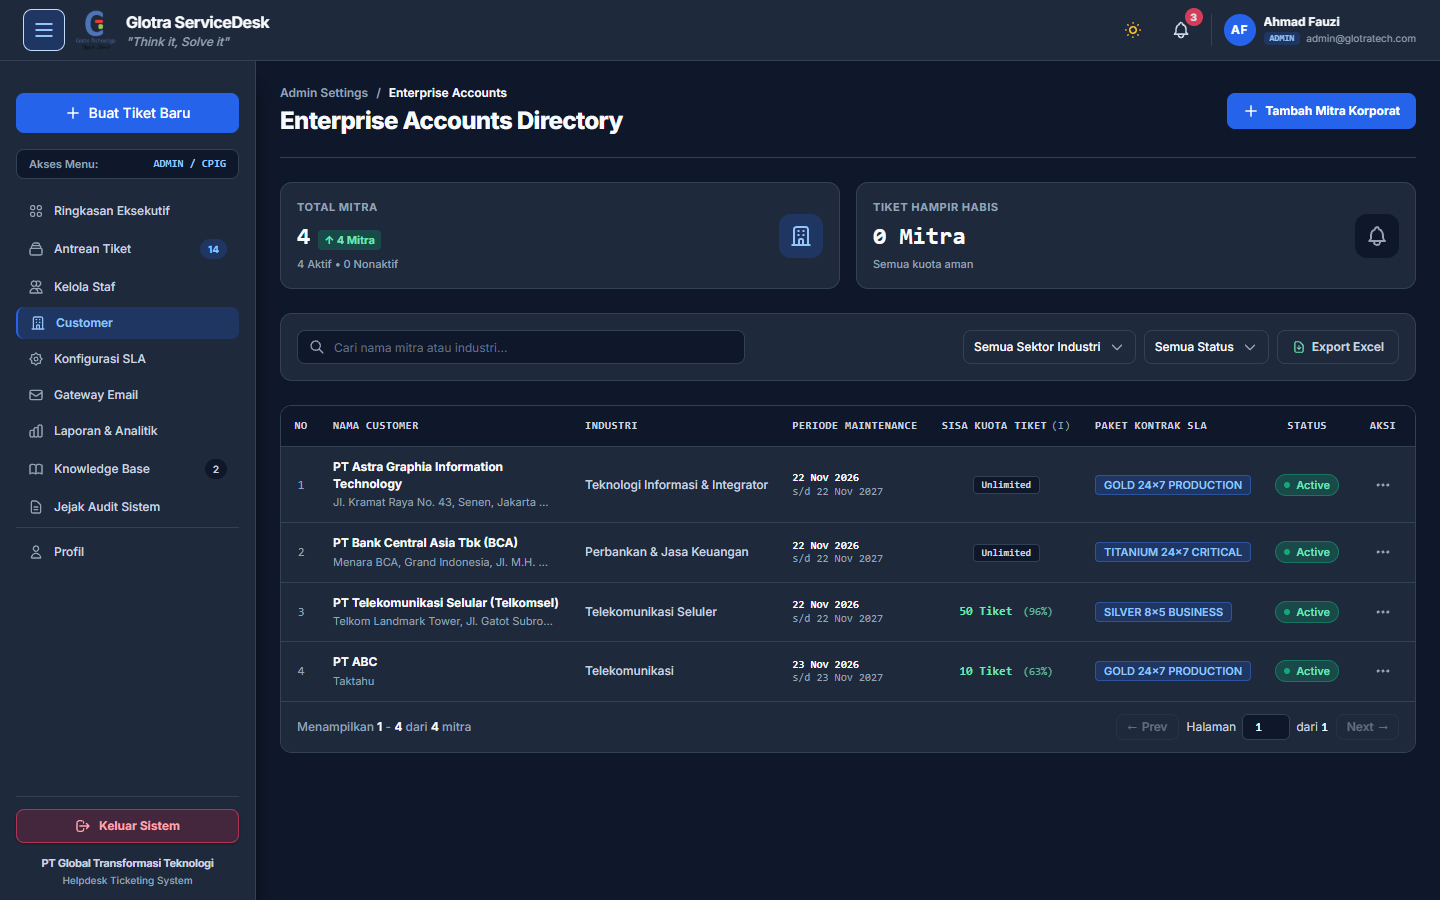 Glotra ServiceDesk
"Think it, Solve it"
3
AF
Ahmad Fauzi
ADMIN admin@glotratech.com
Buat Tiket Baru
Akses Menu: ADMIN / CPIG
Ringkasan Eksekutif
Antrean Tiket 14
Kelola Staf
Customer
Konfigurasi SLA
Gateway Email
Laporan & Analitik
Knowledge Base 2
Jejak Audit Sistem
Profil
Keluar Sistem
PT Global Transformasi Teknologi
Helpdesk Ticketing System
Admin Settings / Enterprise Accounts
Enterprise Accounts Directory
Tambah Mitra Korporat
TOTAL MITRA
4 ↑ 4 Mitra
4 Aktif • 0 Nonaktif
TIKET HAMPIR HABIS
0 Mitra
Semua kuota aman
Cari nama mitra atau industri...
Semua Sektor Industri
Semua Status
Export Excel
NO NAMA CUSTOMER INDUSTRI PERIODE MAINTENANCE SISA KUOTA TIKET (I) PAKET KONTRAK SLA STATUS AKSI
1 PT Astra Graphia Information Technology Jl. Kramat Raya No. 43, Senen, Jakarta ... Teknologi Informasi & Integrator 22 Nov 2026 s/d 22 Nov 2027 Unlimited GOLD 24×7 PRODUCTION Active ...
2 PT Bank Central Asia Tbk (BCA) Menara BCA, Grand Indonesia, Jl. M.H. ... Perbankan & Jasa Keuangan 22 Nov 2026 s/d 22 Nov 2027 Unlimited TITANIUM 24×7 CRITICAL Active ...
3 PT Telekomunikasi Selular (Telkomsel) Telkom Landmark Tower, Jl. Gatot Subro... Telekomunikasi Seluler 22 Nov 2026 s/d 22 Nov 2027 50 Tiket (96%) SILVER 8×5 BUSINESS Active ...
4 PT ABC Taktahu Telekomunikasi 23 Nov 2026 s/d 23 Nov 2027 10 Tiket (63%) GOLD 24×7 PRODUCTION Active ...
Menampilkan 1 - 4 dari 4 mitra
← Prev Halaman 1 dari 1 Next →